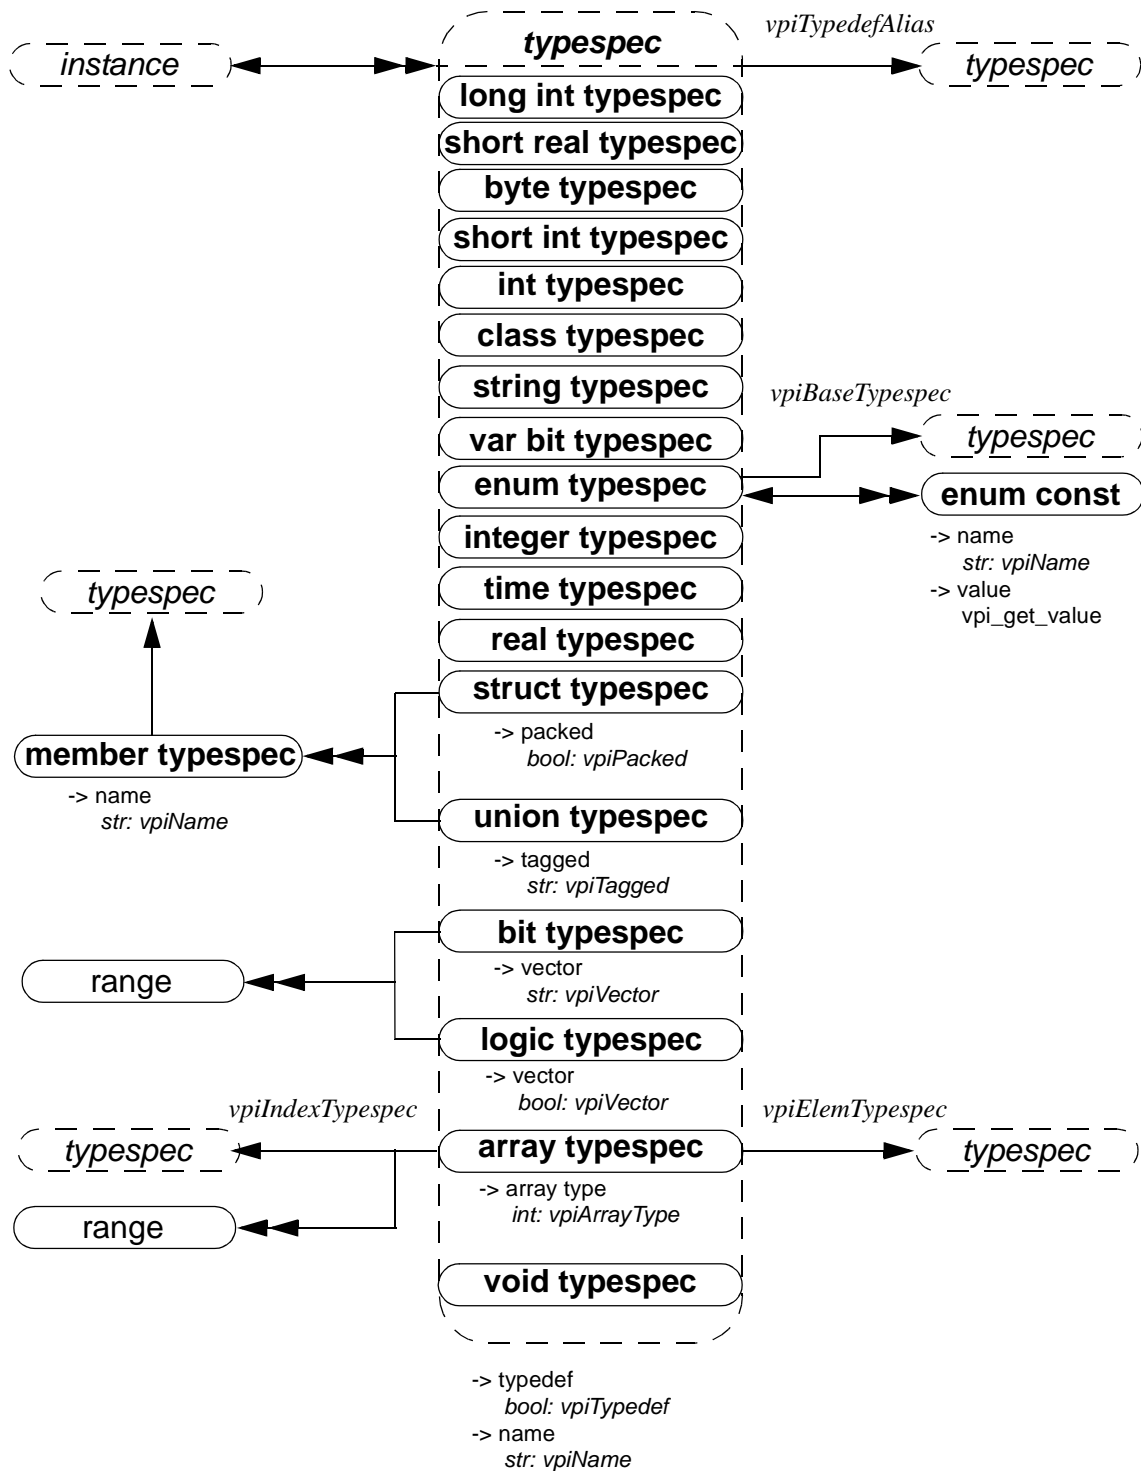 vpiTypedefAlias
instance
typespec
typespec
long int typespec
short real typespec
byte typespec
short int typespec
int typespec
class typespec
string typespec
vpiBaseTypespec
var bit typespec
typespec
enum typespec
enum const
-> name
str: vpiName
-> value
vpi_get_value
integer typespec
time typespec
typespec
real typespec
struct typespec
-> packed
bool: vpiPacked
member typespec
-> name
str: vpiName
union typespec
-> tagged
str: vpiTagged
bit typespec
-> vector
str: vpiVector
range
logic typespec
-> vector
bool: vpiVector
vpiIndexTypespec
vpiElemTypespec
typespec
array typespec
typespec
-> array type
int: vpiArrayType
range
void typespec
-> typedef
bool: vpiTypedef
-> name
str: vpiName